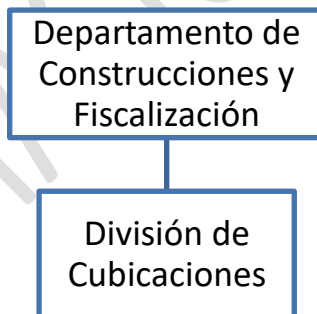 Departamento de
Construcciones y
Fiscalización
División de
Cubicaciones